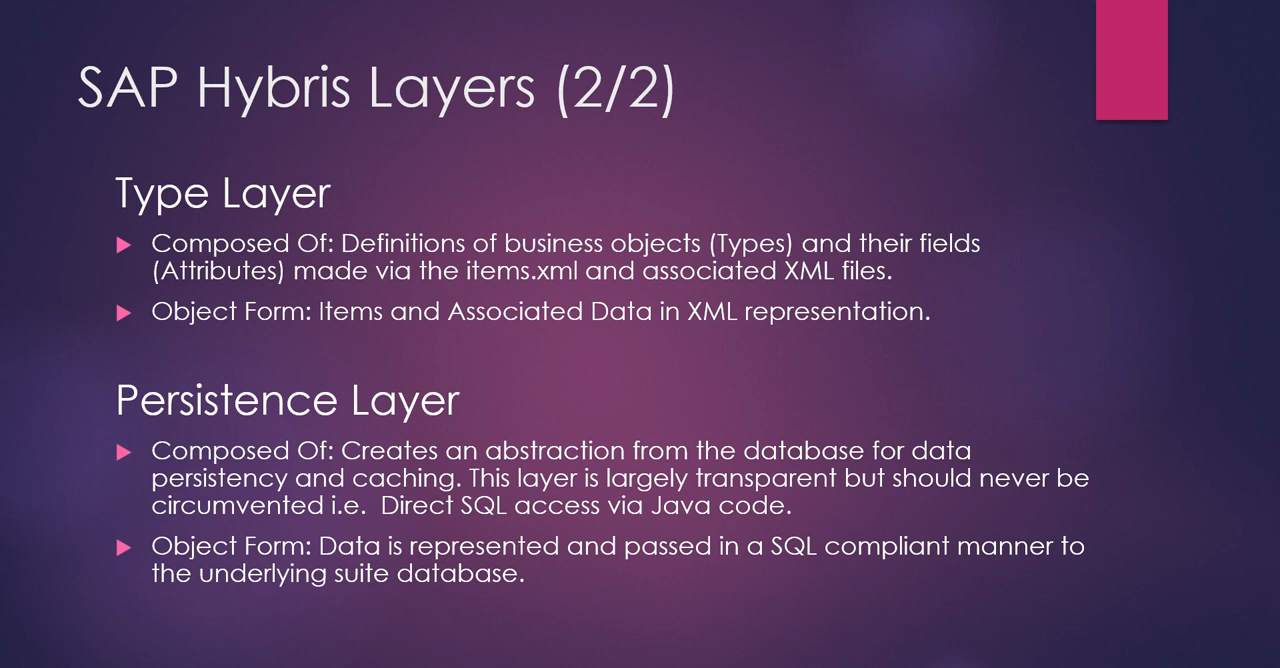 SAP Hybris Layers (2/2)
Type Layer
Composed Of: Definitions of business objects (Types) and their fields
(Attributes) made via the items.xml and associated XML files.
Object Form: Items and Associated Data in XML representation.
Persistence Layer
Composed Of: Creates an abstraction from the database for data
persistency and caching. This layer is largely transparent but should never be
circumvented i.e.  Direct SQL access via Java code.
Object Form: Data is represented and passed in a SQL compliant manner to
the underlying suite database.